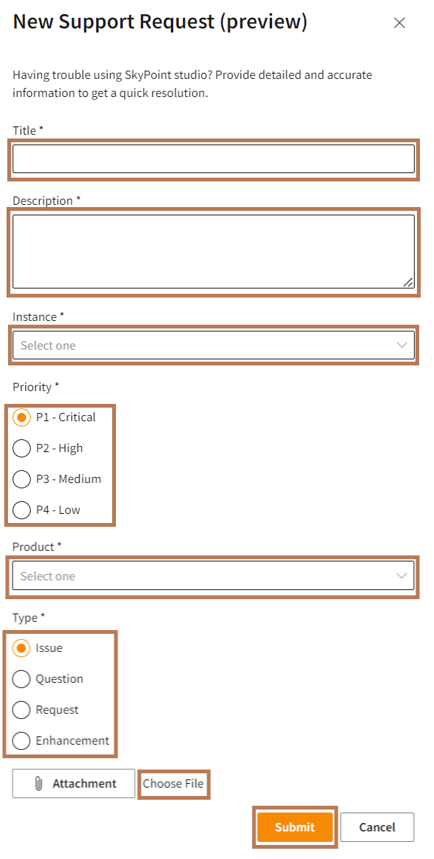 New Support Request (preview)
Having trouble using SkyPoint studio? Provide detailed and accurate
information to get a quick resolution.
Title *
Description *
Instance *
Select one
Priority *
P1 - Critical
P2 - High
P3 - Medium
P4 - Low
Product *
Select one
Type *
Issue
Question
Request
Enhancement
Attachment Choose File
Submit Cancel